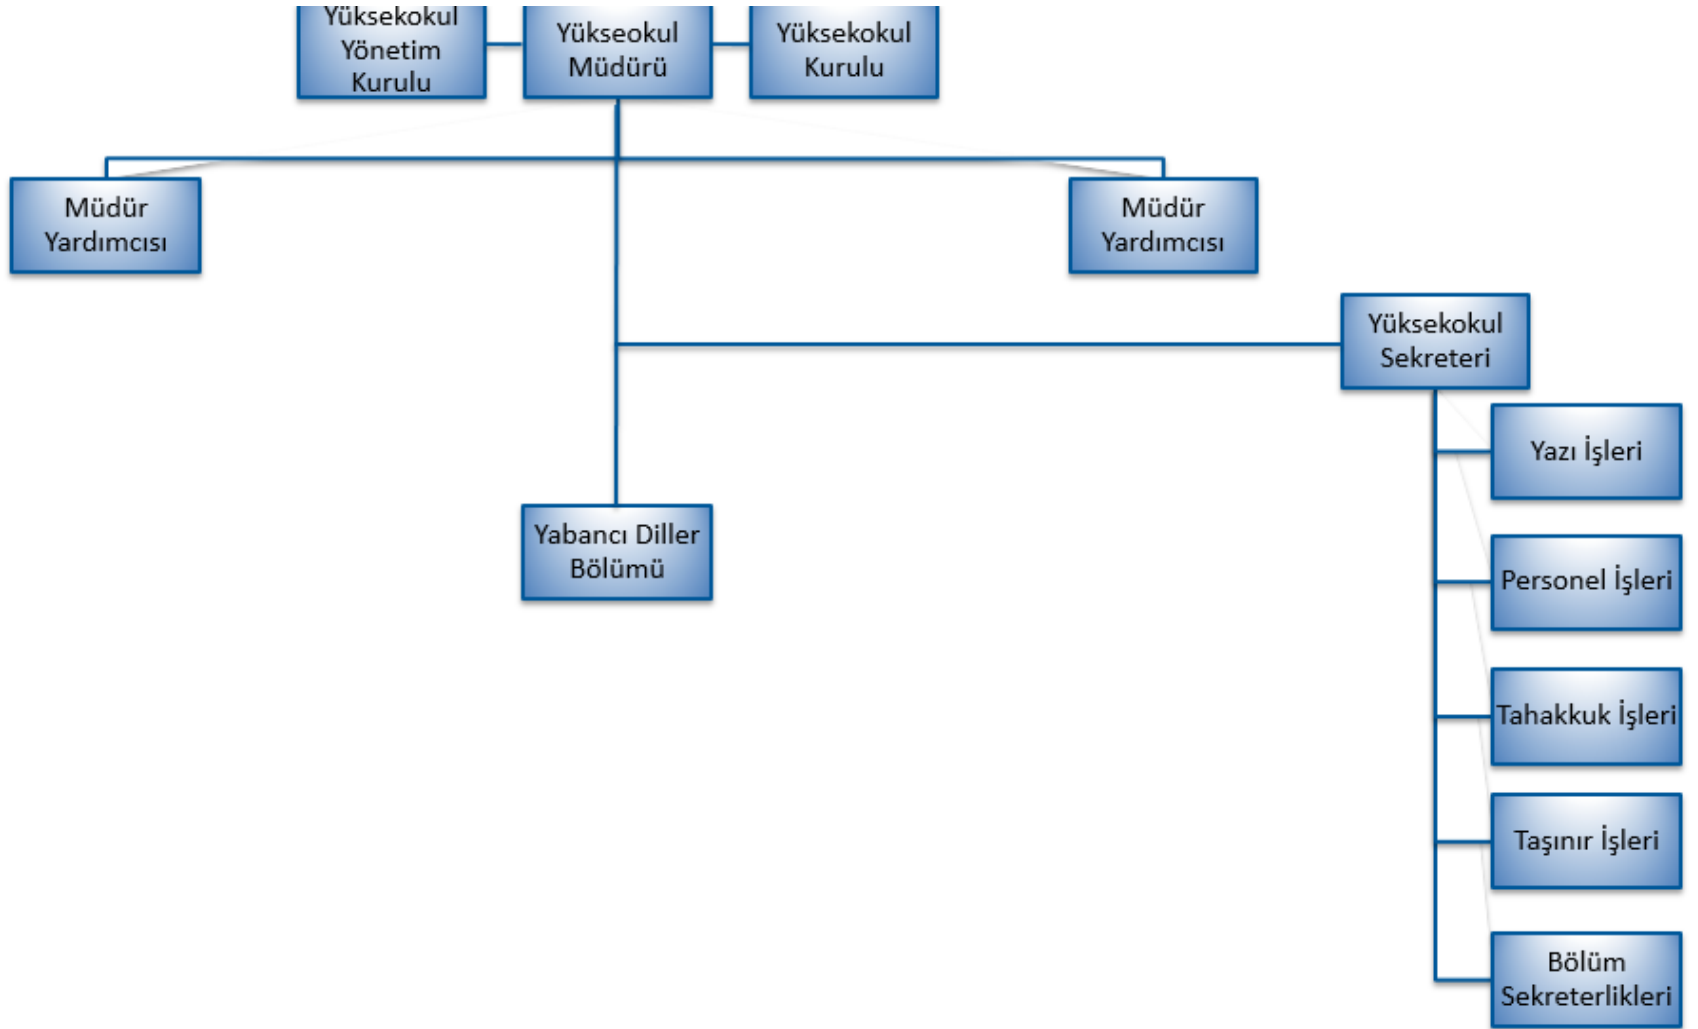 Yüksekokul
Yönetim
Kurulu
Yükseokul
Müdürü
Yüksekokul
Kurulu
Müdür
Yardımcısı
Müdür
Yardımcısı
Yüksekokul
Sekreteri
Yazı İşleri
Yabancı Diller
Bölümü
Personel İşleri
Tahakkuk İşleri
Taşınır İşleri
Bölüm
Sekreterlikleri